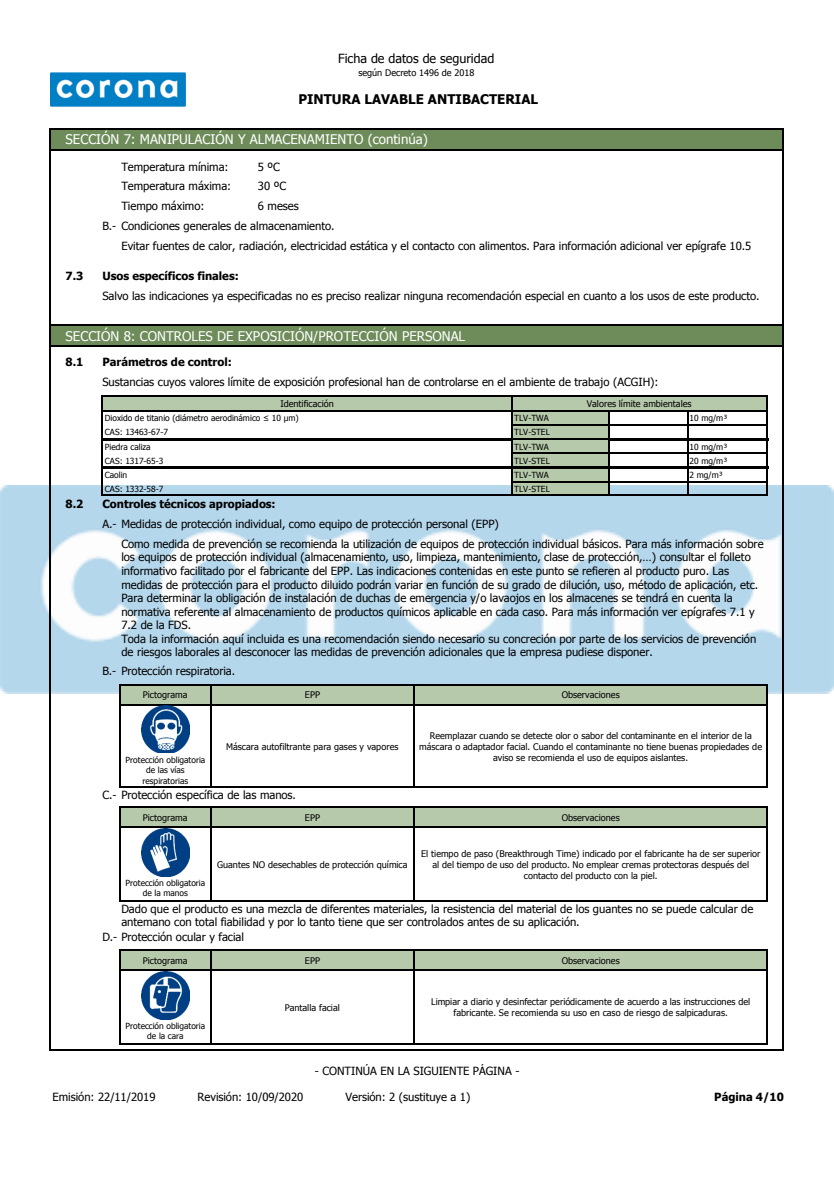 Ficha de datos de seguridad
según Decreto 1496 de 2018
corona
PINTURA LAVABLE ANTIBACTERIAL
SECCIÓN 7: MANIPULACIÓN Y ALMACENAMIENTO (continúa)
Temperatura mínima: 5 ºC
Temperatura máxima: 30 ºC
Tiempo máximo: 6 meses
B.- Condiciones generales de almacenamiento.
Evitar fuentes de calor, radiación, electricidad estática y el contacto con alimentos. Para información adicional ver epígrafe 10.5
7.3 Usos específicos finales:
Salvo las indicaciones ya especificadas no es preciso realizar ninguna recomendación especial en cuanto a los usos de este producto.
SECCIÓN 8: CONTROLES DE EXPOSICIÓN/PROTECCIÓN PERSONAL
8.1 Parámetros de control:
Sustancias cuyos valores límite de exposición profesional han de controlarse en el ambiente de trabajo (ACGIH):
Identificación Valores límite ambientales
Dioxido de titanio (diámetro aerodinámico ≤ 10 µm) TLV-TWA 10 mg/m³
CAS: 13463-67-7 TLV-STEL
Piedra caliza TLV-TWA 10 mg/m³
CAS: 1317-65-3 TLV-STEL 20 mg/m³
Caolin TLV-TWA 2 mg/m³
CAS: 1332-58-7 TLV-STEL
8.2 Controles técnicos apropiados:
A.- Medidas de protección individual, como equipo de protección personal (EPP)
Como medida de prevención se recomienda la utilización de equipos de protección individual básicos. Para más información sobre
los equipos de protección individual (almacenamiento, uso, limpieza, mantenimiento, clase de protección,…) consultar el folleto
informativo facilitado por el fabricante del EPP. Las indicaciones contenidas en este punto se refieren al producto puro. Las
medidas de protección para el producto diluido podrán variar en función de su grado de dilución, uso, método de aplicación, etc.
Para determinar la obligación de instalación de duchas de emergencia y/o lavaojos en los almacenes se tendrá en cuenta la
normativa referente al almacenamiento de productos químicos aplicable en cada caso. Para más información ver epígrafes 7.1 y
7.2 de la FDS.
Toda la información aquí incluida es una recomendación siendo necesario su concreción por parte de los servicios de prevención
de riesgos laborales al desconocer las medidas de prevención adicionales que la empresa pudiese disponer.
corona
B.- Protección respiratoria.
Pictograma EPP Observaciones
Protección obligatoria
de las vías
respiratorias
Máscara autofiltrante para gases y vapores
Reemplazar cuando se detecte olor o sabor del contaminante en el interior de la
máscara o adaptador facial. Cuando el contaminante no tiene buenas propiedades de
aviso se recomienda el uso de equipos aislantes.
C.- Protección específica de las manos.
Pictograma EPP Observaciones
Protección obligatoria
de la manos
Guantes NO desechables de protección química
El tiempo de paso (Breakthrough Time) indicado por el fabricante ha de ser superior
al del tiempo de uso del producto. No emplear cremas protectoras después del
contacto del producto con la piel.
Dado que el producto es una mezcla de diferentes materiales, la resistencia del material de los guantes no se puede calcular de
antemano con total fiabilidad y por lo tanto tiene que ser controlados antes de su aplicación.
D.- Protección ocular y facial
Pictograma EPP Observaciones
Protección obligatoria
de la cara
Pantalla facial
Limpiar a diario y desinfectar periódicamente de acuerdo a las instrucciones del
fabricante. Se recomienda su uso en caso de riesgo de salpicaduras.
- CONTINÚA EN LA SIGUIENTE PÁGINA -
Emisión: 22/11/2019 Revisión: 10/09/2020 Versión: 2 (sustituye a 1) Página 4/10